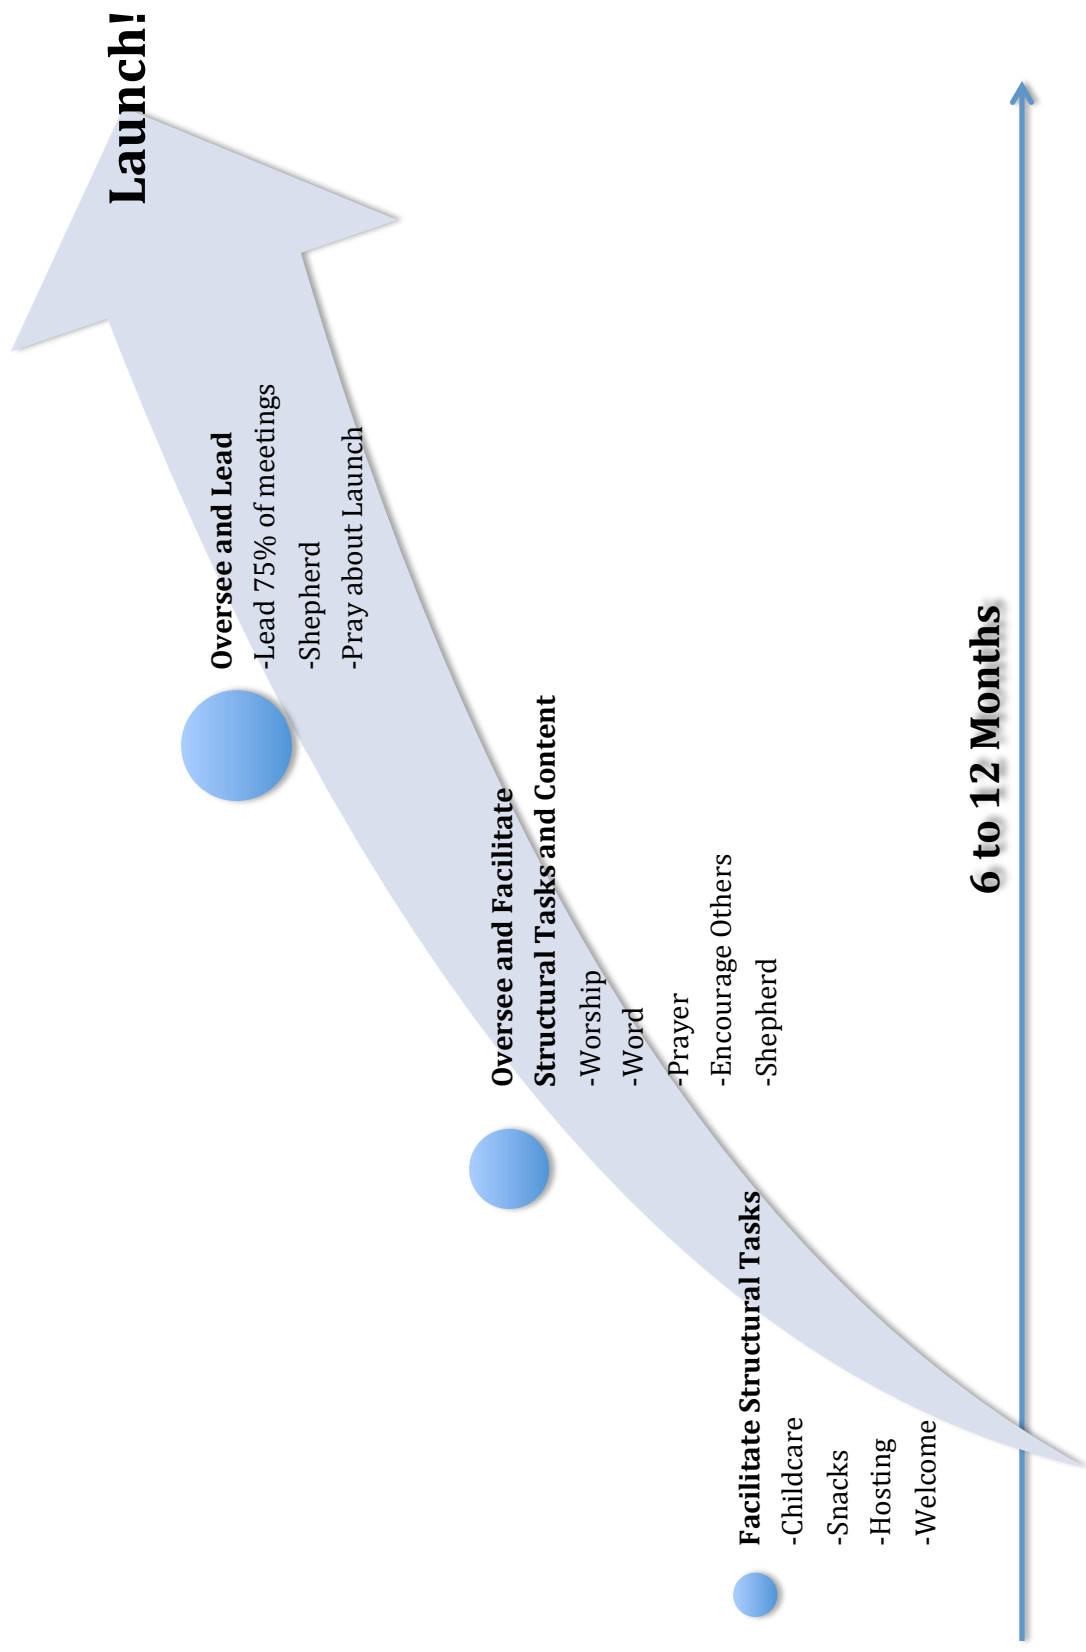 Launch!
Oversee and Lead
-Lead 75% of meetings
-Shepherd
-Pray about Launch
Oversee and Facilitate
Structural Tasks and Content
-Worship
-Word
-Prayer
-Encourage Others
-Shepherd
Facilitate Structural Tasks
-Childcare
-Snacks
-Hosting
-Welcome
6 to 12 Months